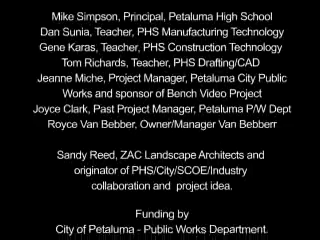 Mike Simpson, Principal, Petaluma High School
Dan Sunia, Teacher, PHS Manufacturing Technology
Gene Karas, Teacher, PHS Construction Technology
Tom Richards, Teacher, PHS Drafting/CAD
Jeanne Miche, Project Manager, Petaluma City Public
Works and sponsor of Bench Video Project
Joyce Clark, Past Project Manager, Petaluma P/W Dept
Royce Van Bebber, Owner/Manager Van Bebberr
Sandy Reed, ZAC Landscape Architects and
originator of PHS/City/SCOE/Industry
collaboration and project idea.
Funding by
City of Petaluma - Public Works Department.